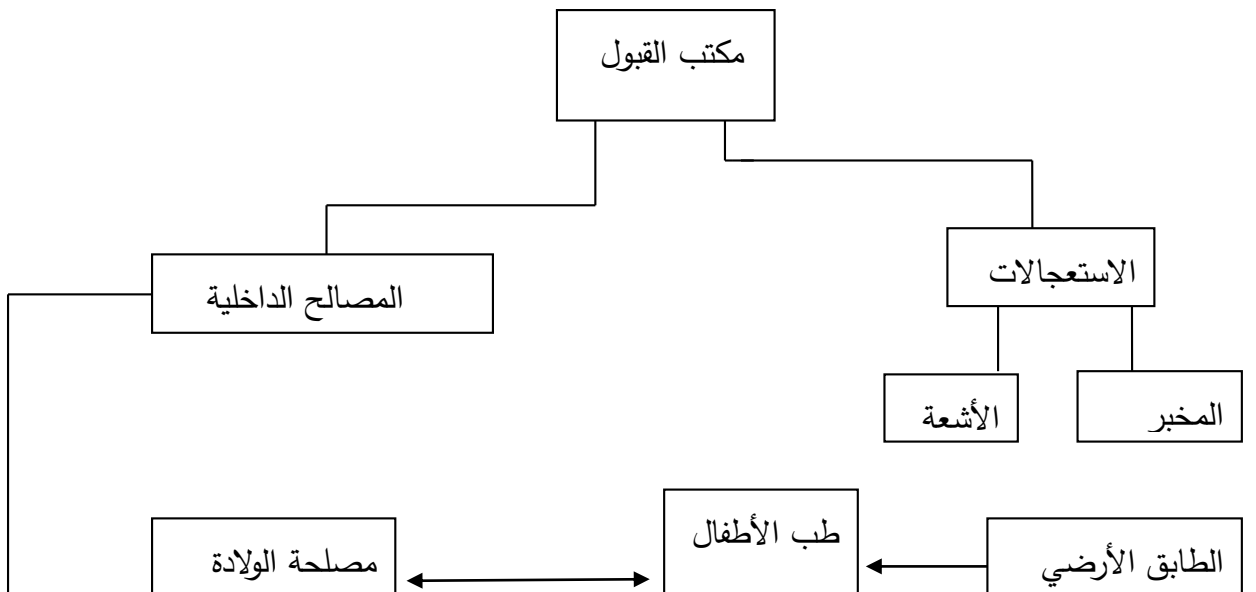 مكتب القبول
الاستعجالات
المصالح الداخلية
المخبر
الأشعة
الطابق الأرضي
طب الأطفال
مصلحة الولادة